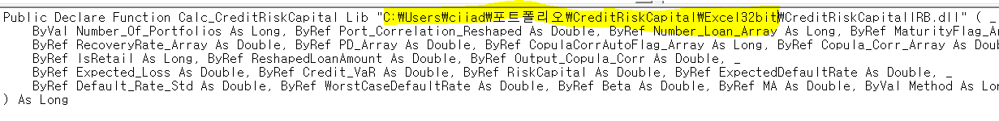 Public Declare Function Calc_CreditRiskCapital Lib "C:₩Users₩ciiad₩포트폴리오₩CreditRiskCapital₩Excel32bit₩CreditRiskCapitalIRB.dll" ( _
ByVal Number_Of_Portfolios As Long, ByRef Port_Correlation_Reshaped As Double, ByRef Number_Loan_Array As Long, ByRef MaturityFlag_Ar
ByRef RecoveryRate_Array As Double, ByRef PD_Array As Double, ByRef CopulaCorrAutoFlag_Array As Long, ByRef Copula_Corr_Array As Doub
ByRef IsRetail As Long, ByRef ReshapedLoanAmount As Double, ByRef Output_Copula_Corr As Double, _
ByRef Expected_Loss As Double, ByRef Credit_VaR As Double, ByRef RiskCapital As Double, ByRef ExpectedDefaultRate As Double, _
ByRef Default_Rate_Std As Double, ByRef WorstCaseDefaultRate As Double, ByRef Beta As Double, ByRef MA As Double, ByVal Method As Lon
) As Long